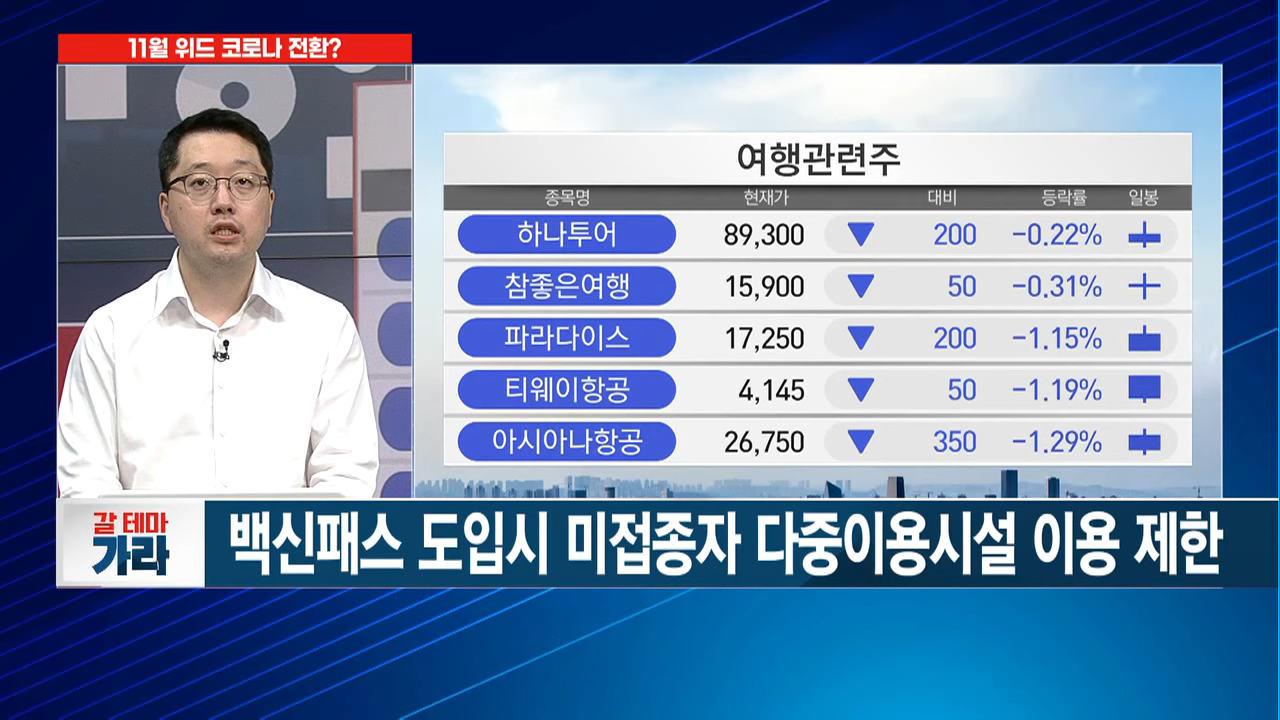 11월 위드 코로나 전환?
여행관련주
종목명 현재가 대비 등락률 일봉
하나투어 89,300 ▼ 200 -0.22%
참좋은여행 15,900 ▼ 50 -0.31%
파라다이스 17,250 ▼ 200 -1.15%
티웨이항공 4,145 ▼ 50 -1.19%
아시아나항공 26,750 ▼ 350 -1.29%
갈 테마
가라
백신패스 도입시 미접종자 다중이용시설 이용 제한